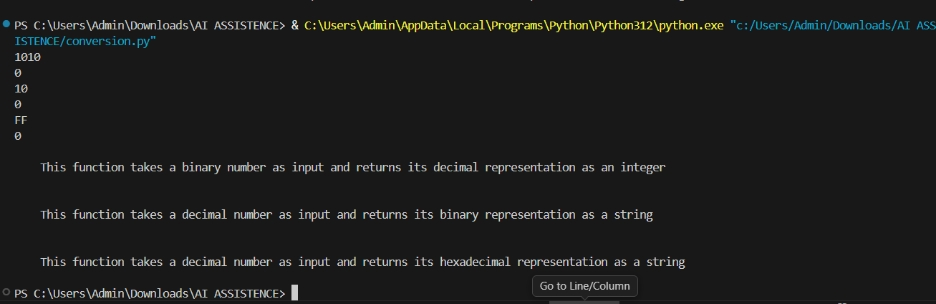 PS C:\Users\Admin\Downloads\AI ASSISTENCE> & C:\Users\Admin\AppData\Local\Programs\Python\Python312\python.exe "c:/Users/Admin/Downloads/AI ASS
ISTENCE/conversion.py"
1010
0
10
0
FF
0
This function takes a binary number as input and returns its decimal representation as an integer
This function takes a decimal number as input and returns its binary representation as a string
This function takes a decimal number as input and returns its hexadecimal representation as a string
Go to Line/Column
PS C:\Users\Admin\Downloads\AI ASSISTENCE>